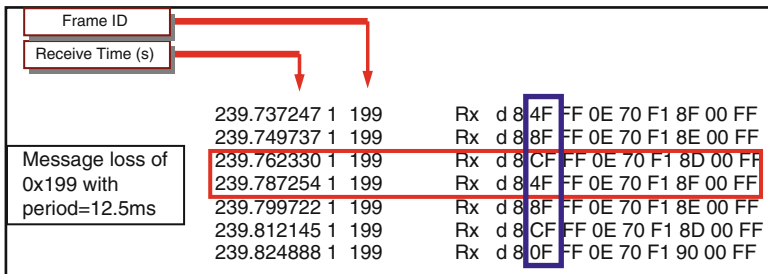 Frame ID
Receive Time (s)
239.737247 1 199 Rx d 8 4F FF 0E 70 F1 8F 00 FF
239.749737 1 199 Rx d 8 8F FF 0E 70 F1 8E 00 FF
239.762330 1 199 Rx d 8 CF FF 0E 70 F1 8D 00 FF
239.787254 1 199 Rx d 8 4F FF 0E 70 F1 8F 00 FF
239.799722 1 199 Rx d 8 8F FF 0E 70 F1 8E 00 FF
239.812145 1 199 Rx d 8 CF FF 0E 70 F1 8D 00 FF
239.824888 1 199 Rx d 8 0F FF 0E 70 F1 90 00 FF
Message loss of
0x199 with
period=12.5ms